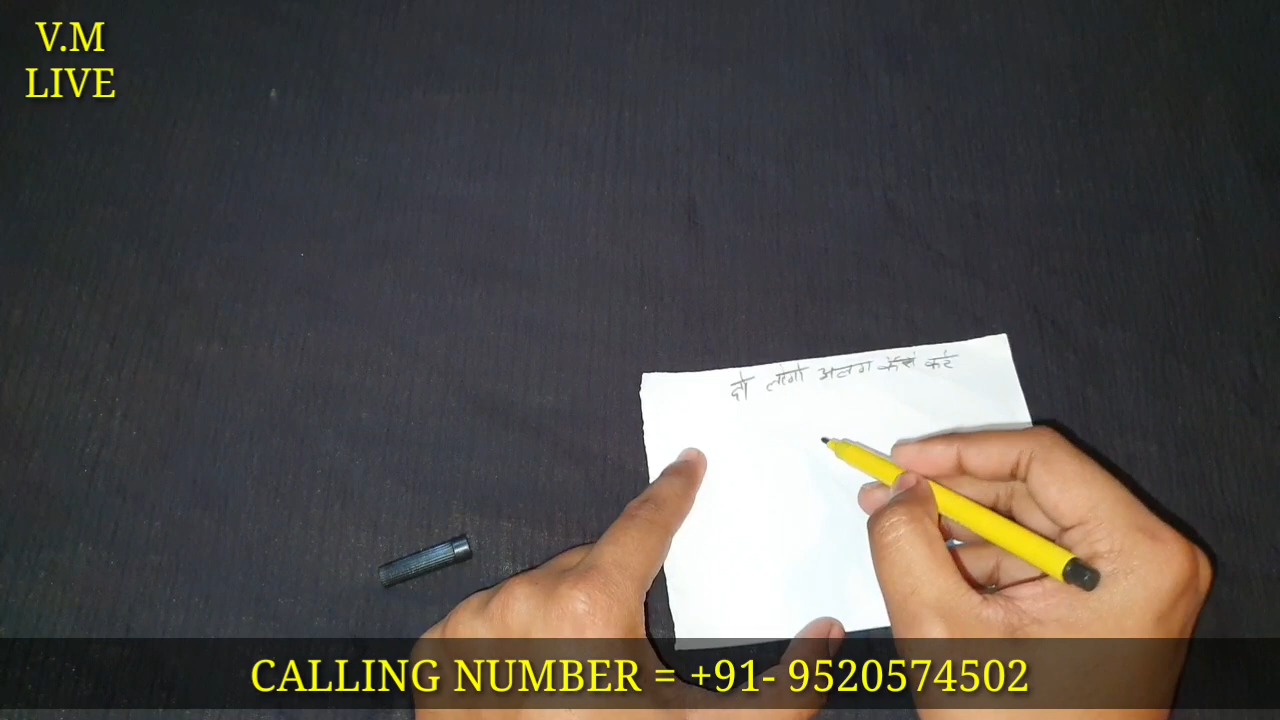 V.M
LIVE
दो लोगो अलग कैसे करे
CALLING NUMBER = +91- 9520574502